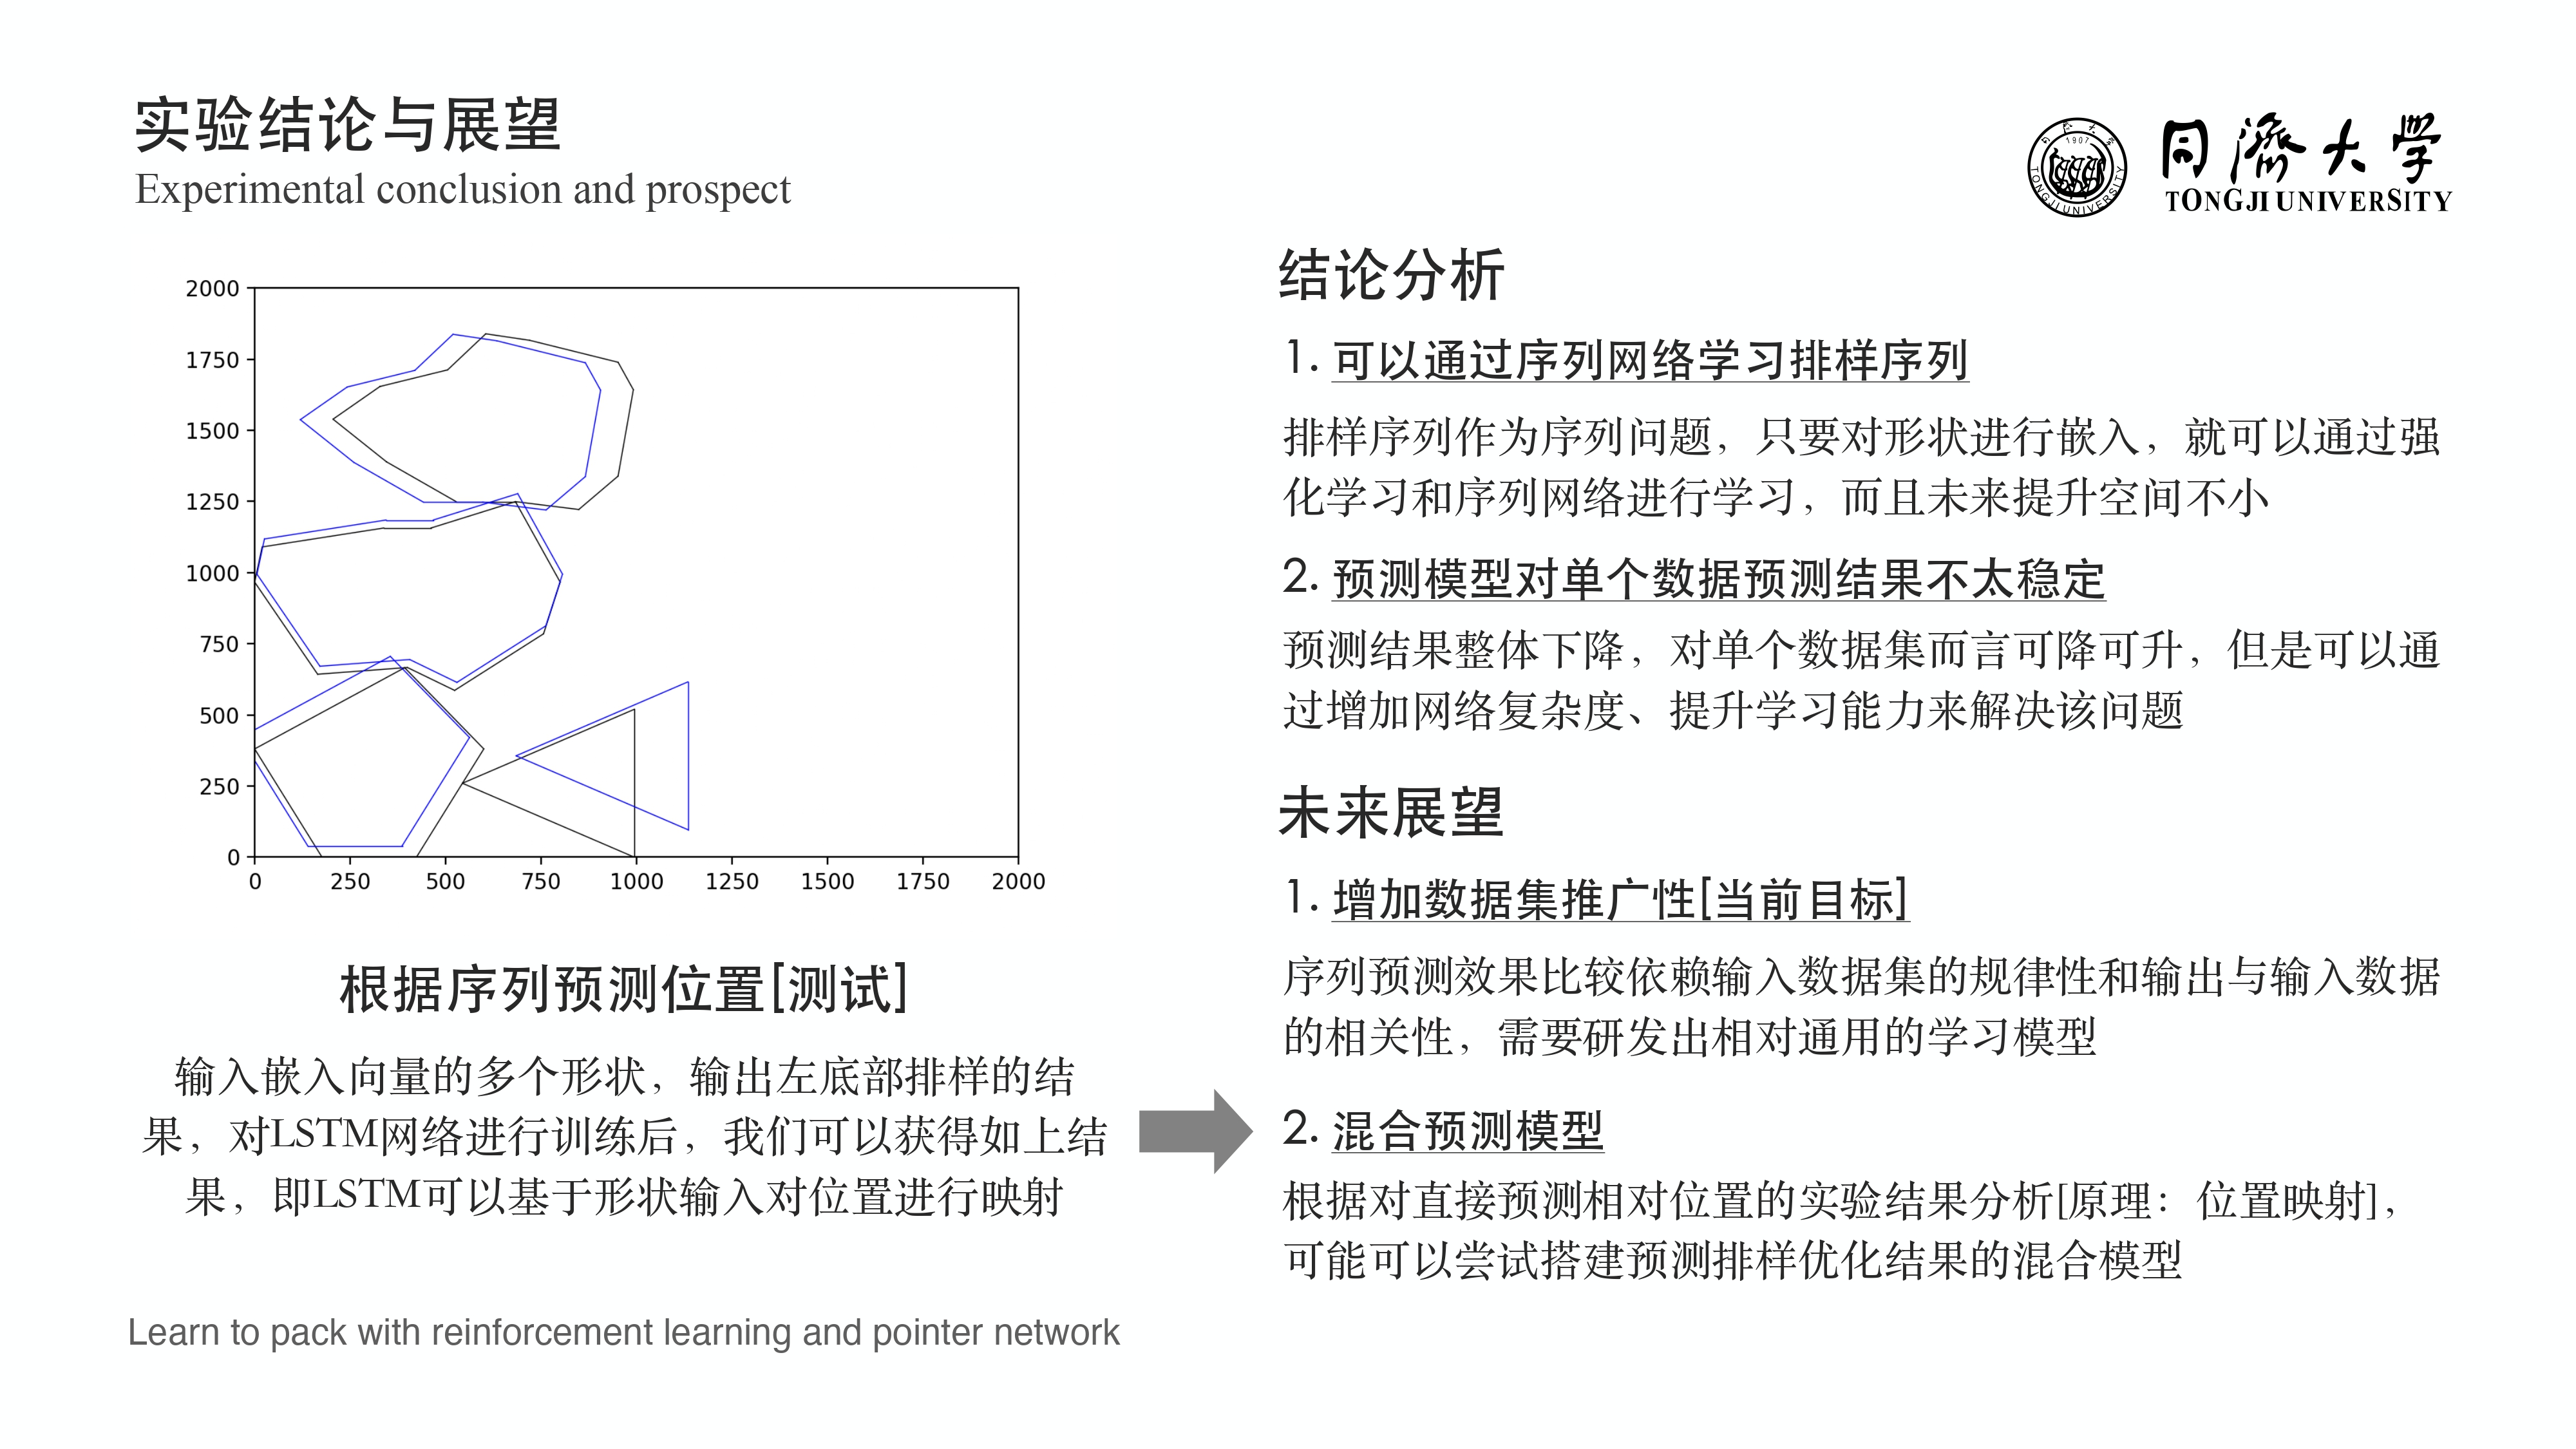 实验结论与展望
Experimental conclusion and prospect
同濟大学
TONGJI UNIVERSITY
1907
TONGJI UNIVERSITY
2000
1750
1500
1250
1000
750
500
250
0
0 250 500 750 1000 1250 1500 1750 2000
根据序列预测位置[测试]
输入嵌入向量的多个形状，输出左底部排样的结
果，对LSTM网络进行训练后，我们可以获得如上结
果，即LSTM可以基于形状输入对位置进行映射
结论分析
1. 可以通过序列网络学习排样序列
排样序列作为序列问题，只要对形状进行嵌入，就可以通过强
化学习和序列网络进行学习，而且未来提升空间不小
2. 预测模型对单个数据预测结果不太稳定
预测结果整体下降，对单个数据集而言可降可升，但是可以通
过增加网络复杂度、提升学习能力来解决该问题
未来展望
1. 增加数据集推广性[当前目标]
序列预测效果比较依赖输入数据集的规律性和输出与输入数据
的相关性，需要研发出相对通用的学习模型
2. 混合预测模型
根据对直接预测相对位置的实验结果分析[原理：位置映射]，
可能可以尝试搭建预测排样优化结果的混合模型
Learn to pack with reinforcement learning and pointer network